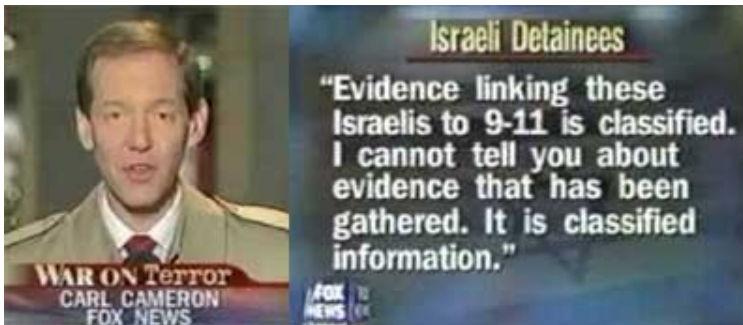 WAR ON Terror
CARL CAMERON
FOX NEWS
Israeli Detainees
“Evidence linking these
Israelis to 9-11 is classified.
I cannot tell you about
evidence that has been
gathered. It is classified
information.”
FOX
NEWS